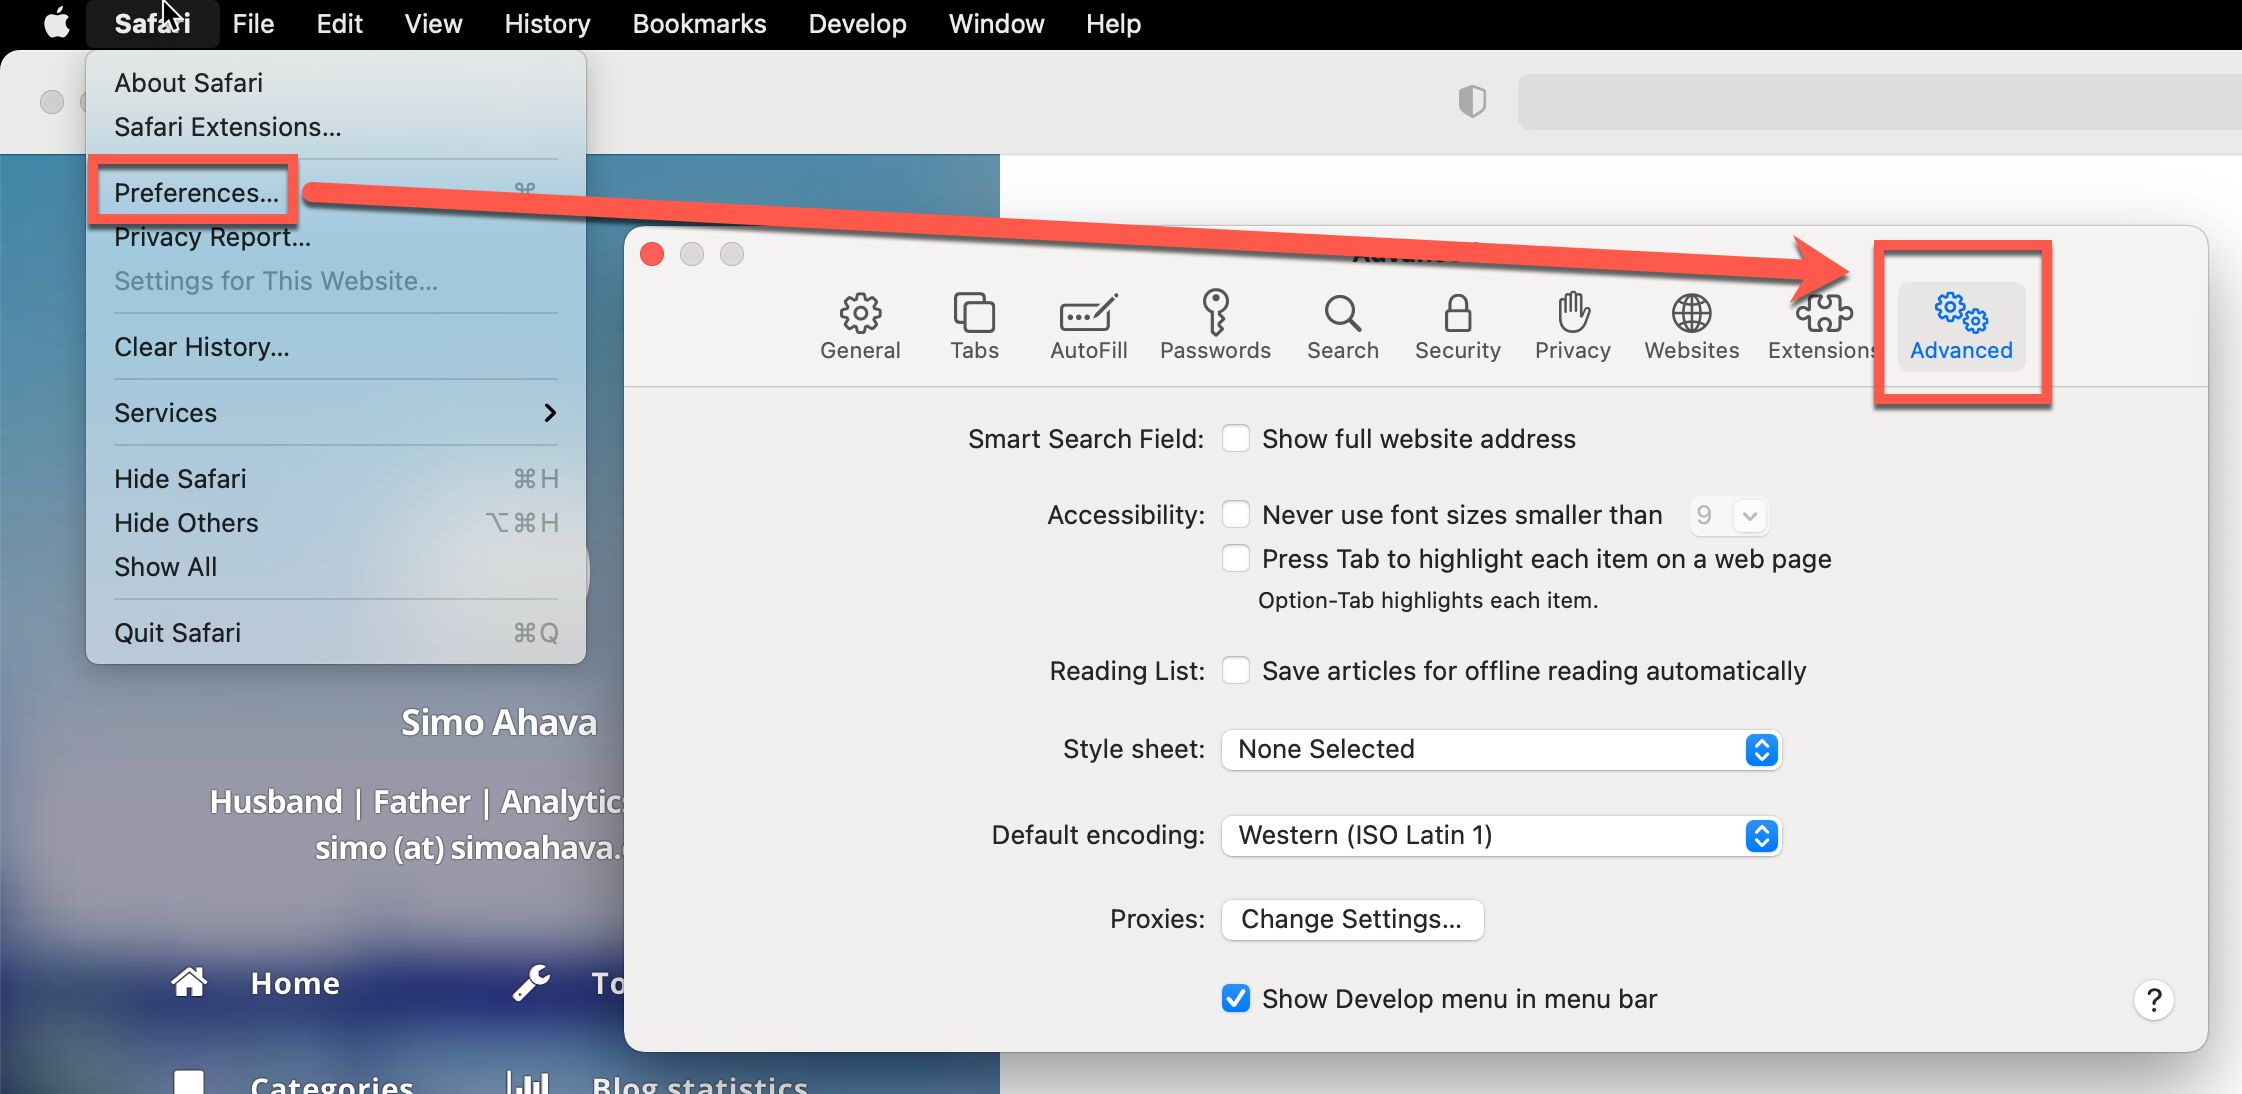 Safari File Edit View History Bookmarks Develop Window Help
About Safari
Safari Extensions...
Preferences... ⌘
Privacy Report...
Settings for This Website...
Clear History...
Services
Hide Safari ⌘H
Hide Others ⌥⌘H
Show All
Quit Safari ⌘Q
Simo Ahava
Husband | Father | Analytics
simo (at) simoahava.
Home
Categories Blog statistics
General Tabs AutoFill Passwords Search Security Privacy Websites Extensions Advanced
Smart Search Field: Show full website address
Accessibility: Never use font sizes smaller than 9
Press Tab to highlight each item on a web page
Option-Tab highlights each item.
Reading List: Save articles for offline reading automatically
Style sheet: None Selected
Default encoding: Western (ISO Latin 1)
Proxies: Change Settings...
Show Develop menu in menu bar
?